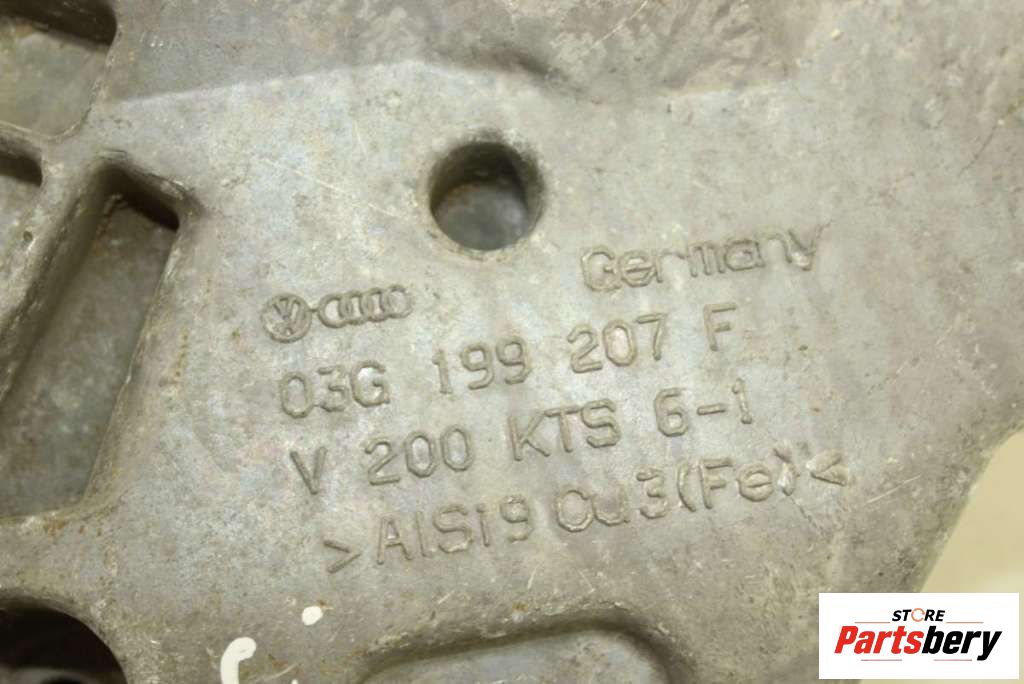 Germany
03G 199 207 F
V 200 KTS 6-1
>AlSi9Cu3(Fe)<
STORE
Partsbery